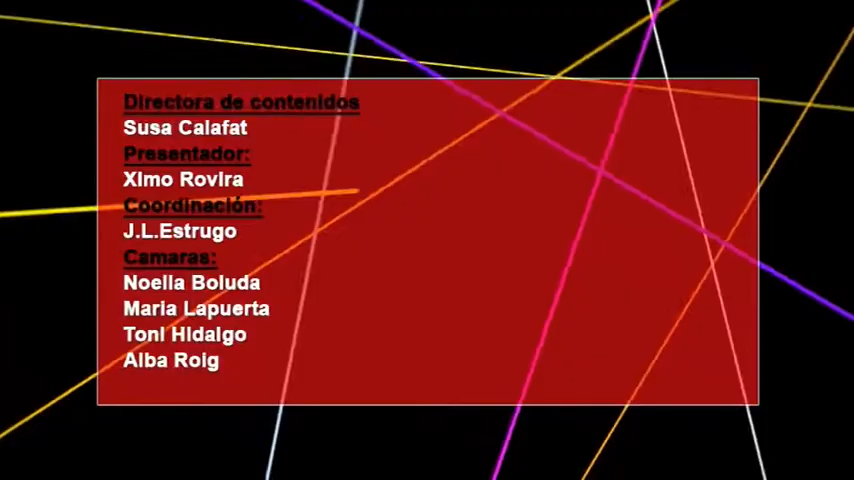 Directora de contenidos
Susa Calafat
Presentador:
Ximo Rovira
Coordinación:
J.L.Estrugo
Camaras:
Noelia Boluda
Maria Lapuerta
Toni Hidalgo
Alba Roig